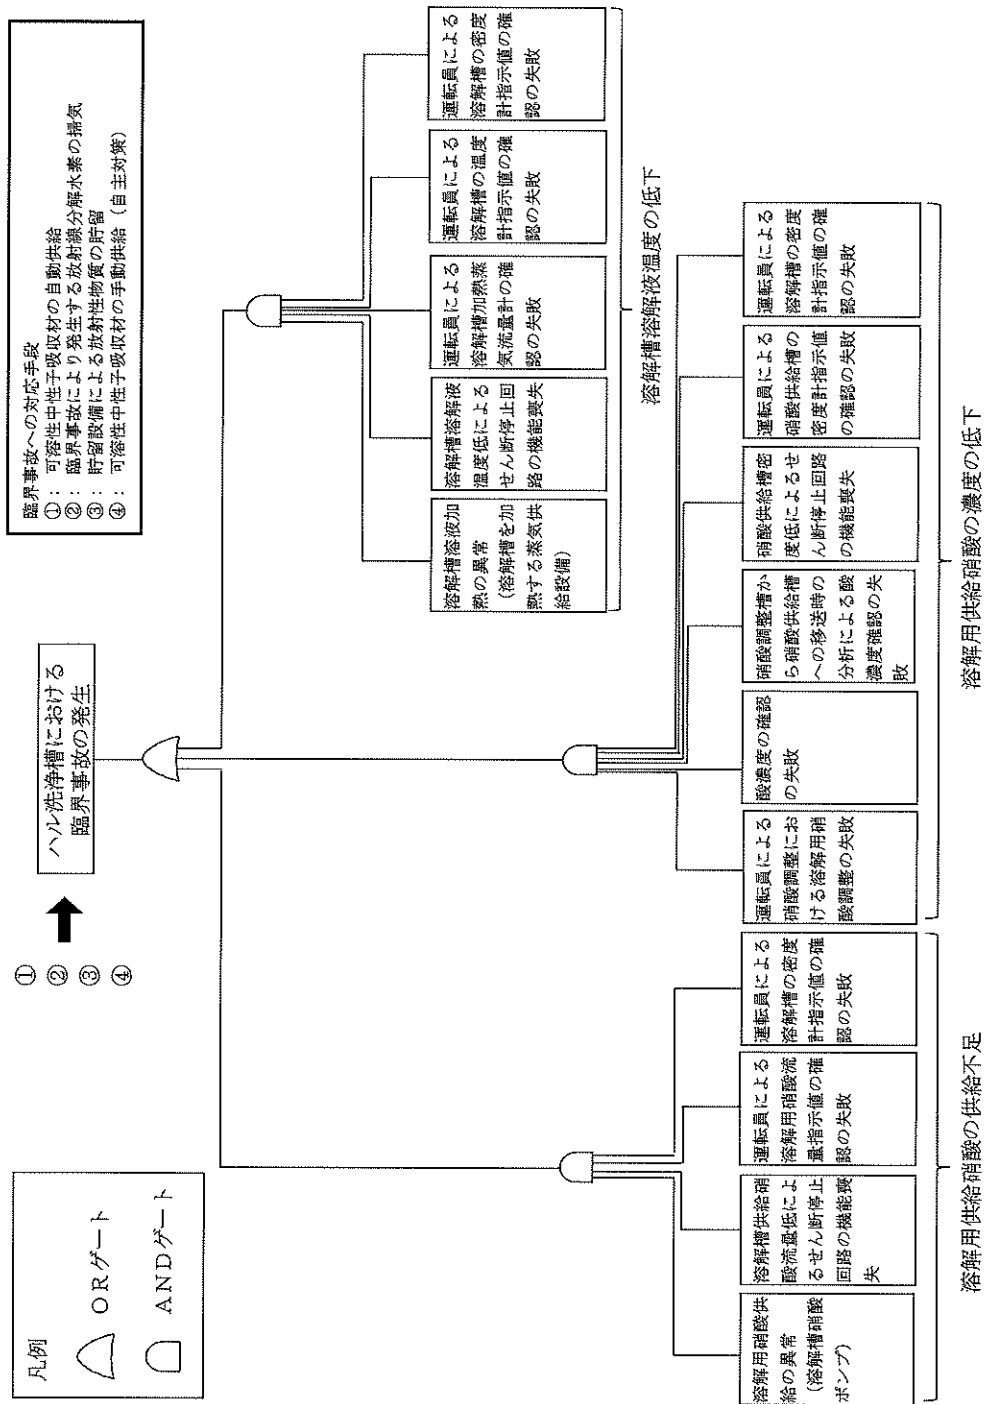 凡例
ORゲート
ANDゲート
①
②
③
④
ハル洗浄槽における
臨界事故の発生
臨界事故への対応手段
①：可溶性中性子吸収材の自動供給
②：臨界事故により発生する放射線分解水素の掃気
③：貯留設備による放射性物質の貯留
④：可溶性中性子吸収材の手動供給（自主対策）
溶解用硝酸供
給の異常
（溶解槽硝酸
ポンプ）
溶解槽供給硝
酸流量低によ
るせん断停止
回路の機能喪
失
運転員による
溶解用硝酸流
量指示値の確
認の失敗
運転員による
溶解槽の密度
計指示値の確
認の失敗
溶解用供給硝酸の供給不足
運転員による
硝酸調整にお
ける溶解用硝
酸調整の失敗
酸濃度の確認
の失敗
硝酸調整槽か
ら硝酸供給槽
への移送時の
分析による酸
濃度確認の失
敗
硝酸供給槽密
度低によるせ
ん断停止回路
の機能喪失
運転員による
硝酸供給槽の
密度計指示値
の確認の失敗
運転員による
溶解槽の密度
計指示値の確
認の失敗
溶解用供給硝酸の濃度の低下
溶解槽溶液加
熱の異常
（溶解槽を加
熱する蒸気供
給設備）
溶解槽溶解液
温度低による
せん断停止回
路の機能喪失
運転員による
溶解槽加熱蒸
気流量計の確
認の失敗
運転員による
溶解槽の温度
計指示値の確
認の失敗
運転員による
溶解槽の密度
計指示値の確
認の失敗
溶解槽溶解液温度の低下